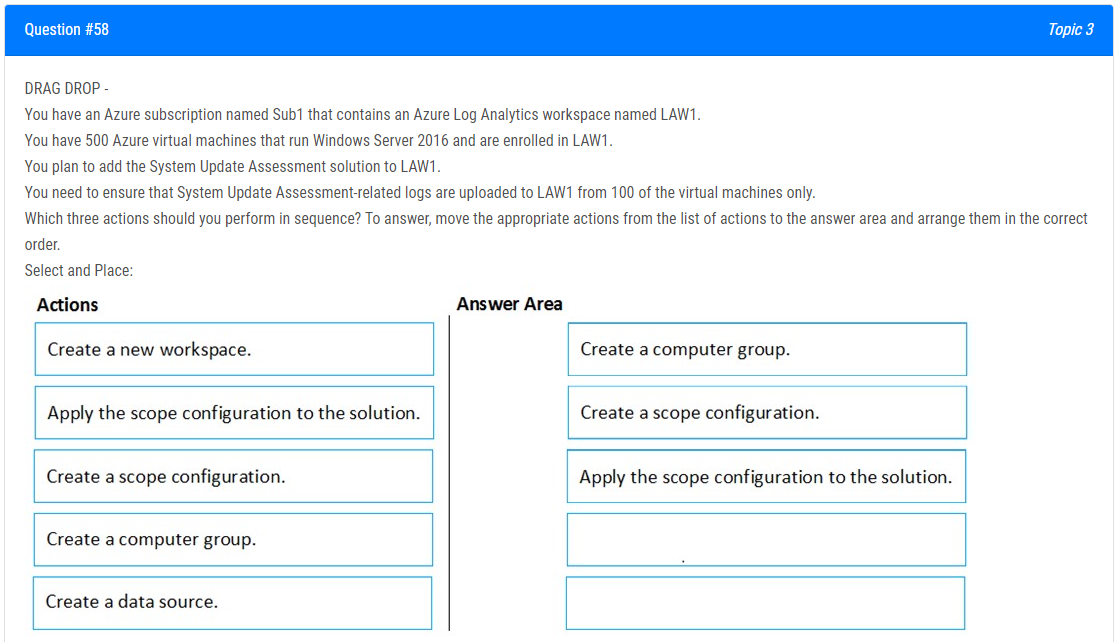 Question #58
Topic 3
DRAG DROP -
You have an Azure subscription named Sub1 that contains an Azure Log Analytics workspace named LAW1.
You have 500 Azure virtual machines that run Windows Server 2016 and are enrolled in LAW1.
You plan to add the System Update Assessment solution to LAW1.
You need to ensure that System Update Assessment-related logs are uploaded to LAW1 from 100 of the virtual machines only.
Which three actions should you perform in sequence? To answer, move the appropriate actions from the list of actions to the answer area and arrange them in the correct
order.
Select and Place:
Actions
Create a new workspace.
Apply the scope configuration to the solution.
Create a scope configuration.
Create a computer group.
Create a data source.
Answer Area
Create a computer group.
Create a scope configuration.
Apply the scope configuration to the solution.